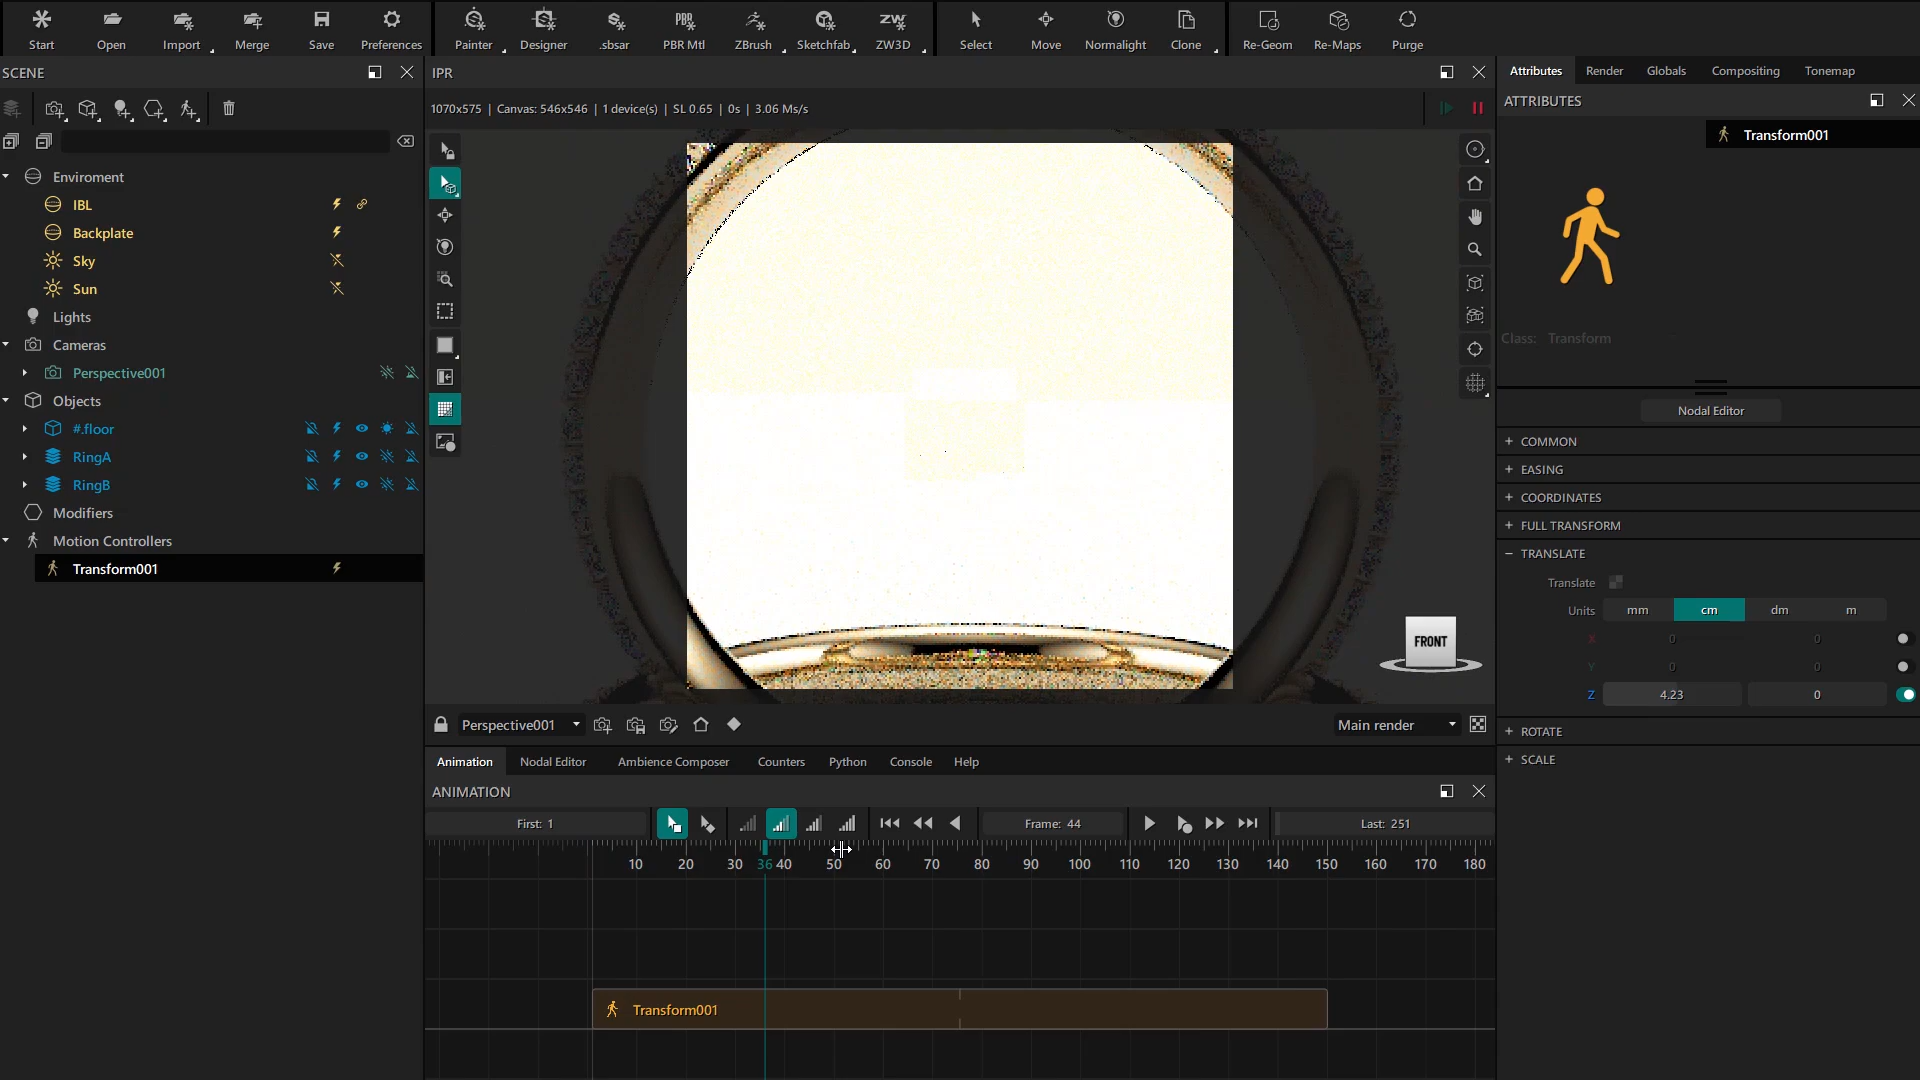 Start
Open
Import
Merge
Save
Preferences
Painter
Designer
.sbsar
PBR Mtl
ZBrush
Sketchfab
ZW3D
Select
Move
Normalight
Clone
Re-Geom
Re-Maps
Purge
SCENE
IPR
Attributes
Render
Globals
Compositing
Tonemap
ATTRIBUTES
1070x575 | Canvas: 546x546 | 1 device(s) | SL 0.65 | 0s | 3.06 Ms/s
Transform001
Enviroment
IBL
Backplate
Sky
Sun
Lights
Cameras
Perspective001
Objects
#.floor
RingA
RingB
Modifiers
Motion Controllers
Transform001
FRONT
Class: Transform
Nodal Editor
+ COMMON
+ EASING
+ COORDINATES
+ FULL TRANSFORM
− TRANSLATE
Translate
Units mm cm dm m
X 0 0
Y 0 0
Z 4.23 0
+ ROTATE
+ SCALE
Perspective001
Main render
Animation
Nodal Editor
Ambience Composer
Counters
Python
Console
Help
ANIMATION
First: 1
Frame: 44
Last: 251
10 20 30 36 40 50 60 70 80 90 100 110 120 130 140 150 160 170 180
Transform001